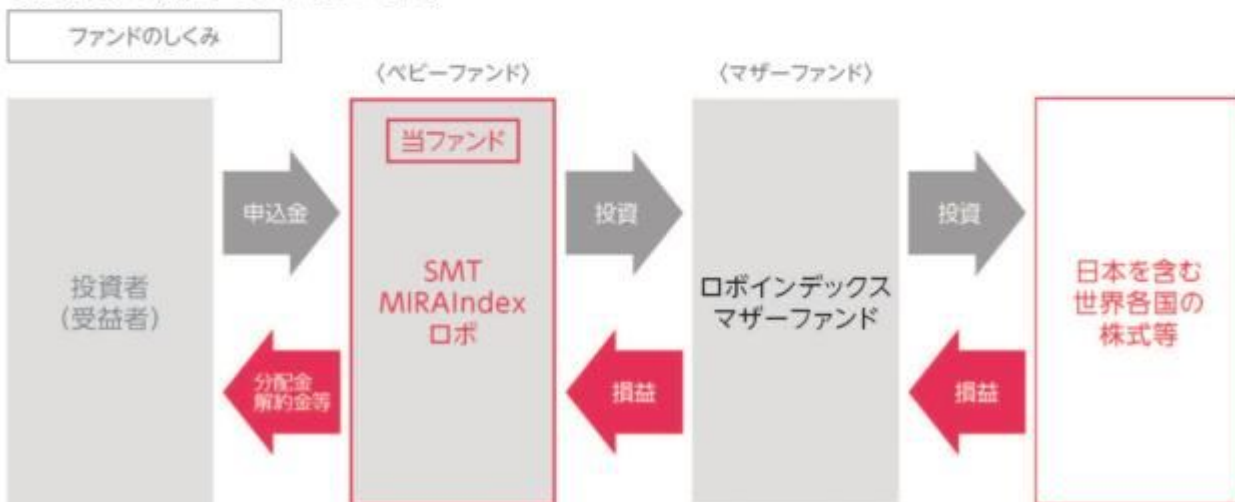 ファンドのしくみ
〈ベビーファンド〉
〈マザーファンド〉
投資者
(受益者)
申込金
分配金
解約金等
当ファンド
SMT
MIRAIndex
ロボ
投資
損益
ロボインデックス
マザーファンド
投資
損益
日本を含む
世界各国の
株式等